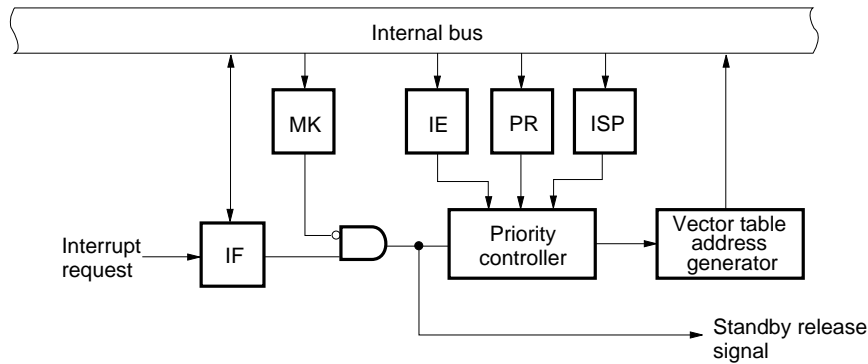 Internal bus
MK
IE
PR
ISP
Interrupt
request
IF
Priority
controller
Vector table
address
generator
Standby release
signal